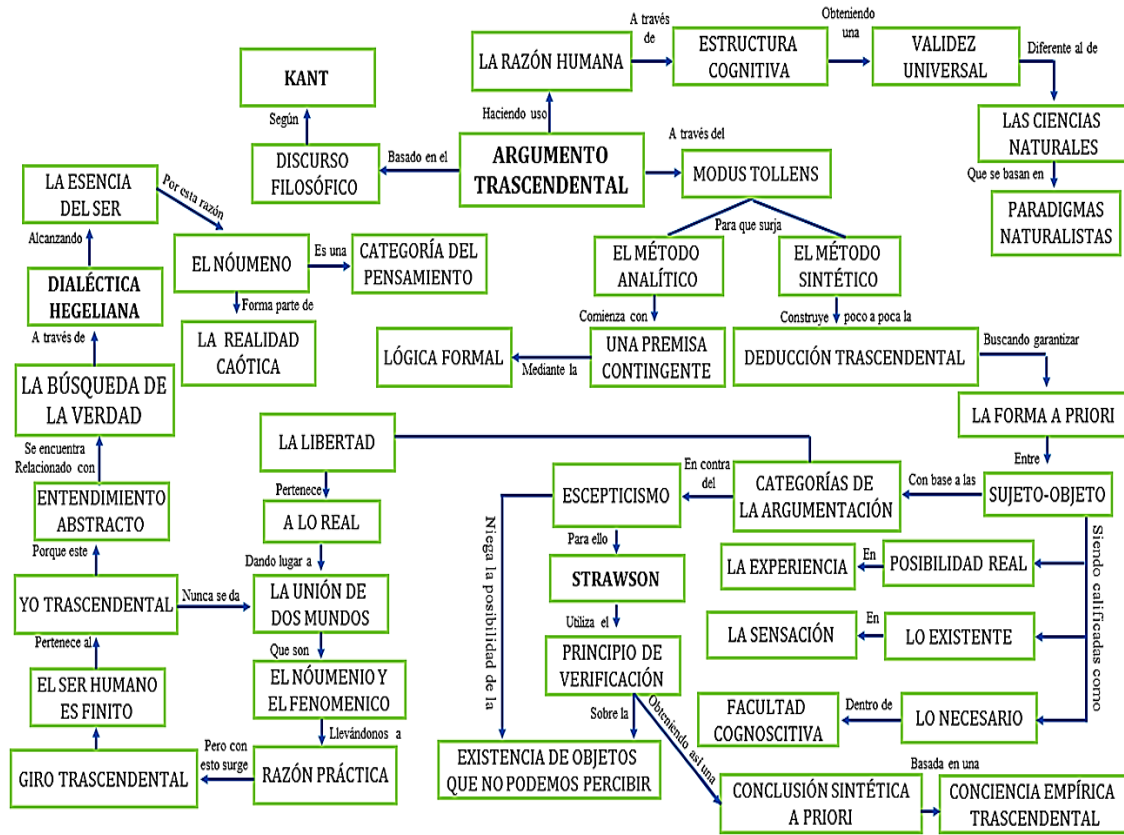 A través
de
LA RAZÓN HUMANA
ESTRUCTURA
COGNITIVA
Obteniendo
una
VALIDEZ
UNIVERSAL
Diferente al de
LAS CIENCIAS
NATURALES
Que se basan en
PARADIGMAS
NATURALISTAS
KANT
Según
DISCURSO
FILOSÓFICO
Basado en el
Haciendo uso
ARGUMENTO
TRASCENDENTAL
A través del
MODUS TOLLENS
Para que surja
EL MÉTODO
ANALÍTICO
EL MÉTODO
SINTÉTICO
Comienza con
UNA PREMISA
CONTINGENTE
Mediante la
LÓGICA FORMAL
Construye poco a poca la
DEDUCCIÓN TRASCENDENTAL
Buscando garantizar
LA FORMA A PRIORI
Entre
SUJETO-OBJETO
LA ESENCIA
DEL SER
Por esta razón
EL NÓUMENO
Es una
CATEGORÍA DEL
PENSAMIENTO
Forma parte de
LA REALIDAD
CAÓTICA
Alcanzando
DIALÉCTICA
HEGELIANA
A través de
LA BÚSQUEDA DE
LA VERDAD
Se encuentra
Relacionado con
ENTENDIMIENTO
ABSTRACTO
Porque este
YO TRASCENDENTAL
Nunca se da
Pertenece al
EL SER HUMANO
ES FINITO
GIRO TRASCENDENTAL
LA LIBERTAD
Pertenece
A LO REAL
Dando lugar a
LA UNIÓN DE
DOS MUNDOS
Que son
EL NÓUMENIO Y
EL FENOMENICO
Llevándonos a
RAZÓN PRÁCTICA
Pero con
esto surge
Con base a las
CATEGORÍAS DE
LA ARGUMENTACIÓN
En contra
del
ESCEPTICISMO
Niega la posibilidad de la
Para ello
STRAWSON
Utiliza el
PRINCIPIO DE
VERIFICACIÓN
Sobre la
EXISTENCIA DE OBJETOS
QUE NO PODEMOS PERCIBIR
Obteniendo así una
CONCLUSIÓN SINTÉTICA
A PRIORI
Basada en una
CONCIENCIA EMPÍRICA
TRASCENDENTAL
Siendo calificadas como
POSIBILIDAD REAL
En
LA EXPERIENCIA
LO EXISTENTE
En
LA SENSACIÓN
LO NECESARIO
Dentro de
FACULTAD
COGNOSCITIVA